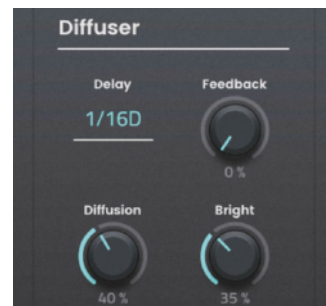 Diffuser
Delay Feedback
1/16D
0 %
Diffusion Bright
40 % 35 %